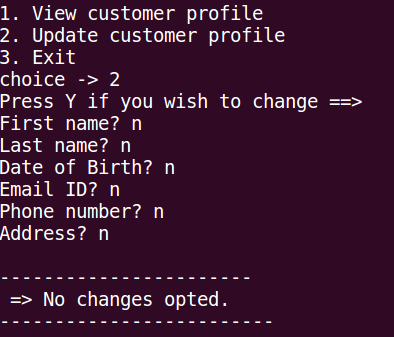 1. View customer profile
2. Update customer profile
3. Exit
choice -> 2
Press Y if you wish to change ==>
First name? n
Last name? n
Date of Birth? n
Email ID? n
Phone number? n
Address? n
-----------------------
=> No changes opted.
-------------------------